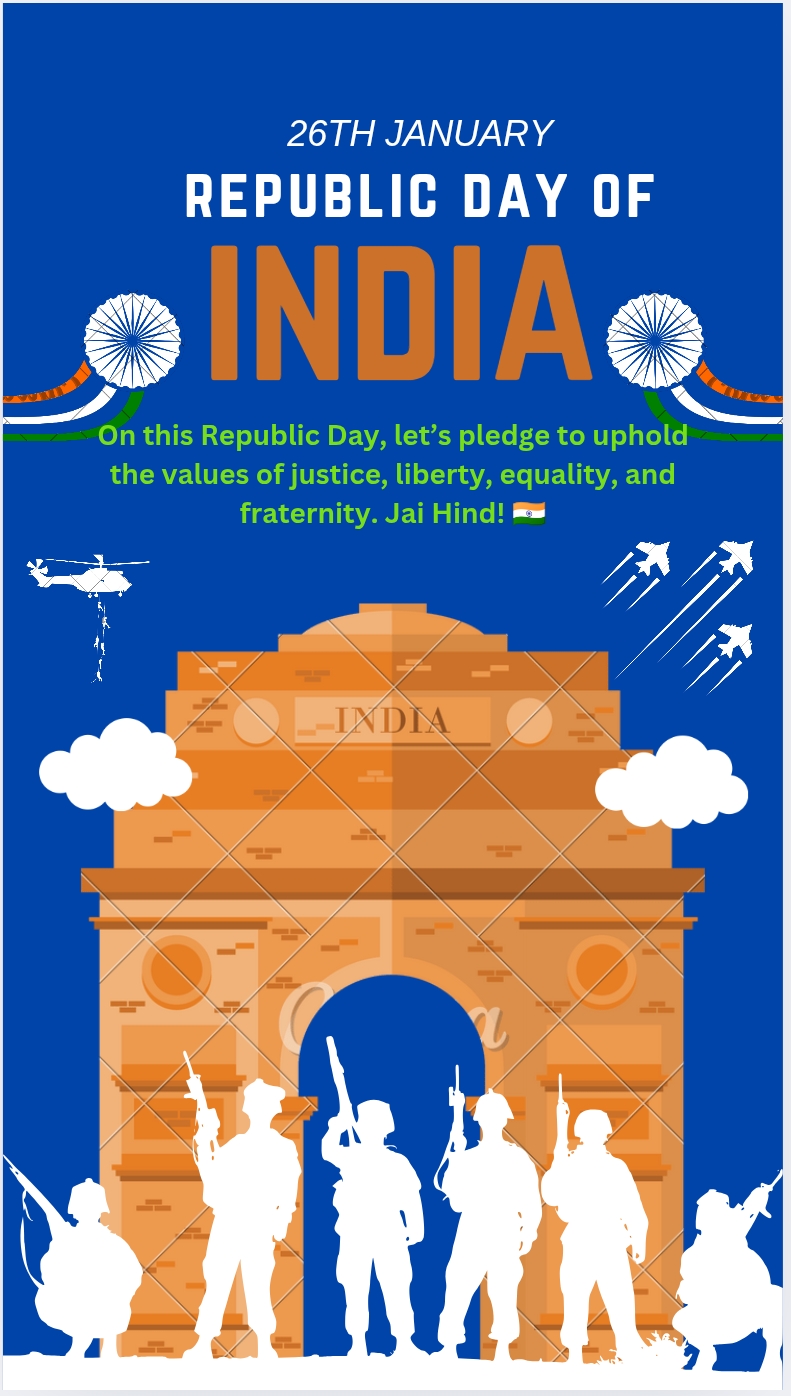 26TH JANUARY
REPUBLIC DAY OF
INDIA
On this Republic Day, let’s pledge to uphold
the values of justice, liberty, equality, and
fraternity. Jai Hind! 🇮🇳
INDIA